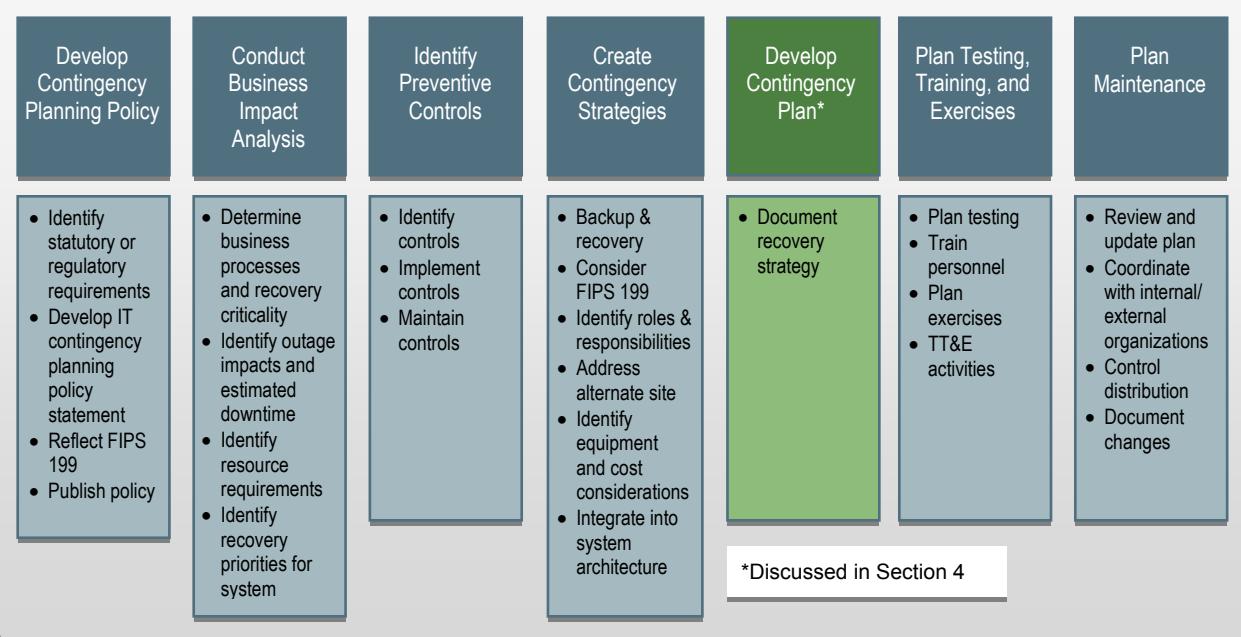 Develop
Contingency
Planning Policy
• Identify
statutory or
regulatory
requirements
• Develop IT
contingency
planning
policy
statement
• Reflect FIPS
199
• Publish policy
Conduct
Business
Impact
Analysis
• Determine
business
processes
and recovery
criticality
• Identify outage
impacts and
estimated
downtime
• Identify
resource
requirements
• Identify
recovery
priorities for
system
Identify
Preventive
Controls
• Identify
controls
• Implement
controls
• Maintain
controls
Create
Contingency
Strategies
• Backup &
recovery
• Consider
FIPS 199
• Identify roles &
responsibilities
• Address
alternate site
• Identify
equipment
and cost
considerations
• Integrate into
system
architecture
Develop
Contingency
Plan*
• Document
recovery
strategy
Plan Testing,
Training, and
Exercises
• Plan testing
• Train
personnel
• Plan
exercises
• TT&E
activities
Plan
Maintenance
• Review and
update plan
• Coordinate
with internal/
external
organizations
• Control
distribution
• Document
changes
*Discussed in Section 4